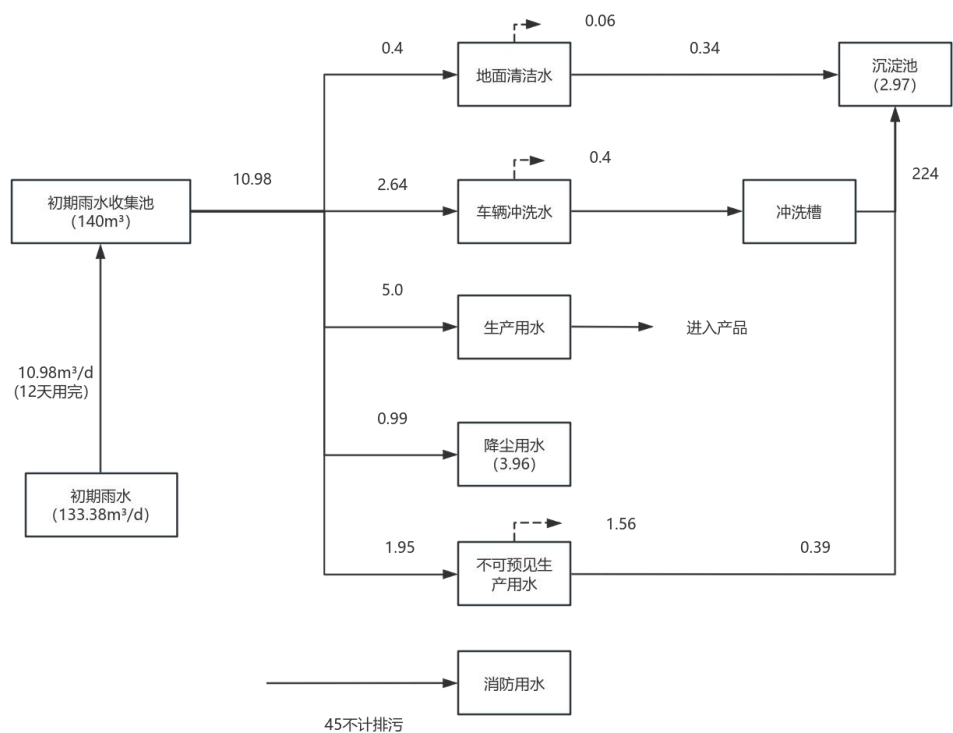 0.06
0.4
0.34
地面清洁水
沉淀池
（2.97）
10.98
2.64
0.4
224
初期雨水收集池
（140m³）
车辆冲洗水
冲洗槽
5.0
生产用水
进入产品
10.98m³/d
（12天用完）
0.99
降尘用水
（3.96）
初期雨水
（133.38m³/d）
1.95
1.56
0.39
不可预见生
产用水
消防用水
45不计排污